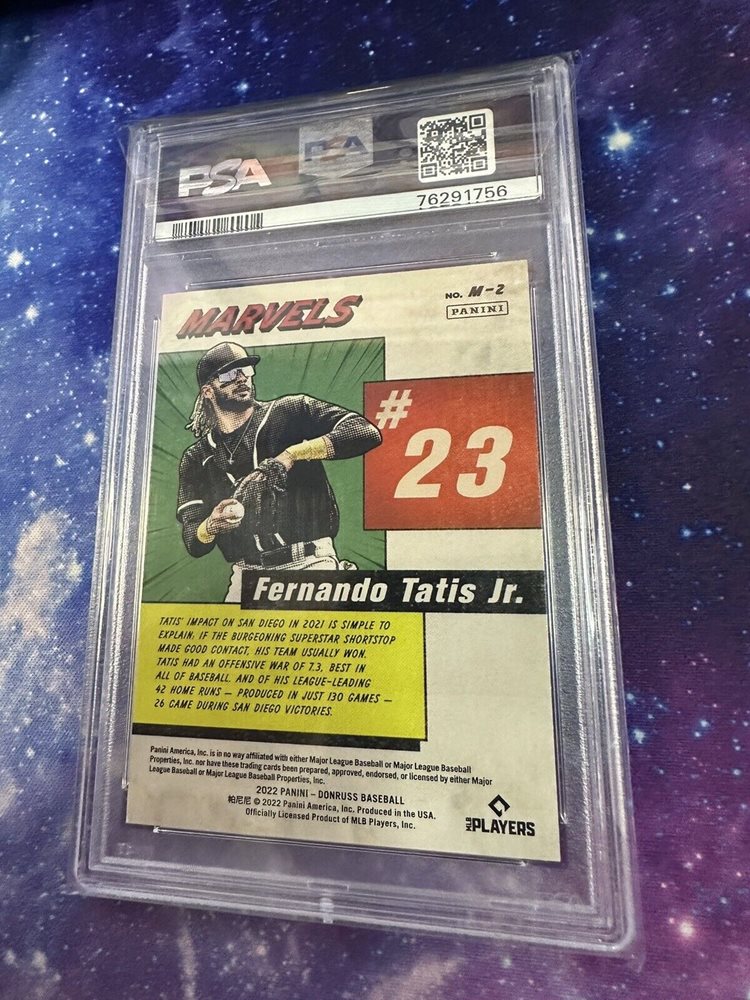 PSA
PSA
76291756
MARVELS
NO. M-2
PANINI
#
23
Fernando Tatis Jr.
TATIS' IMPACT ON SAN DIEGO IN 2021 IS SIMPLE TO
EXPLAIN: IF THE BURGEONING SUPERSTAR SHORTSTOP
MADE GOOD CONTACT, HIS TEAM USUALLY WON.
TATIS HAD AN OFFENSIVE WAR OF 7.3, BEST IN
ALL OF BASEBALL. AND OF HIS LEAGUE-LEADING
42 HOME RUNS — PRODUCED IN JUST 130 GAMES —
26 CAME DURING SAN DIEGO VICTORIES.
Panini America, Inc. is in no way affiliated with either Major League Baseball or Major League Baseball
Properties, Inc. nor have these trading cards been prepared, approved, endorsed, or licensed by either Major
League Baseball or Major League Baseball Properties, Inc.
2022 PANINI – DONRUSS BASEBALL
帕尼尼 © 2022 Panini America, Inc. Produced in the USA.
Officially Licensed Product of MLB Players, Inc.
MLB PLAYERS